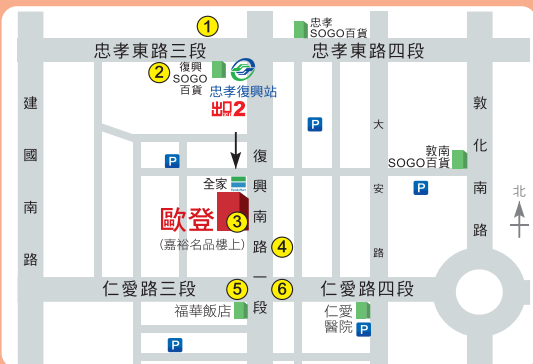 1
忠孝
SOGO百貨
忠孝東路三段
忠孝東路四段
2
復興
SOGO
百貨
忠孝復興站
出口2
建國南路
P
大安路
敦化南路
敦南
SOGO百貨
P
P
復興南路一段
全家
FamilyMart
歐登
3
(嘉裕名品樓上)
4
北
仁愛路三段
5
6
仁愛路四段
福華飯店
仁愛
醫院
P
P